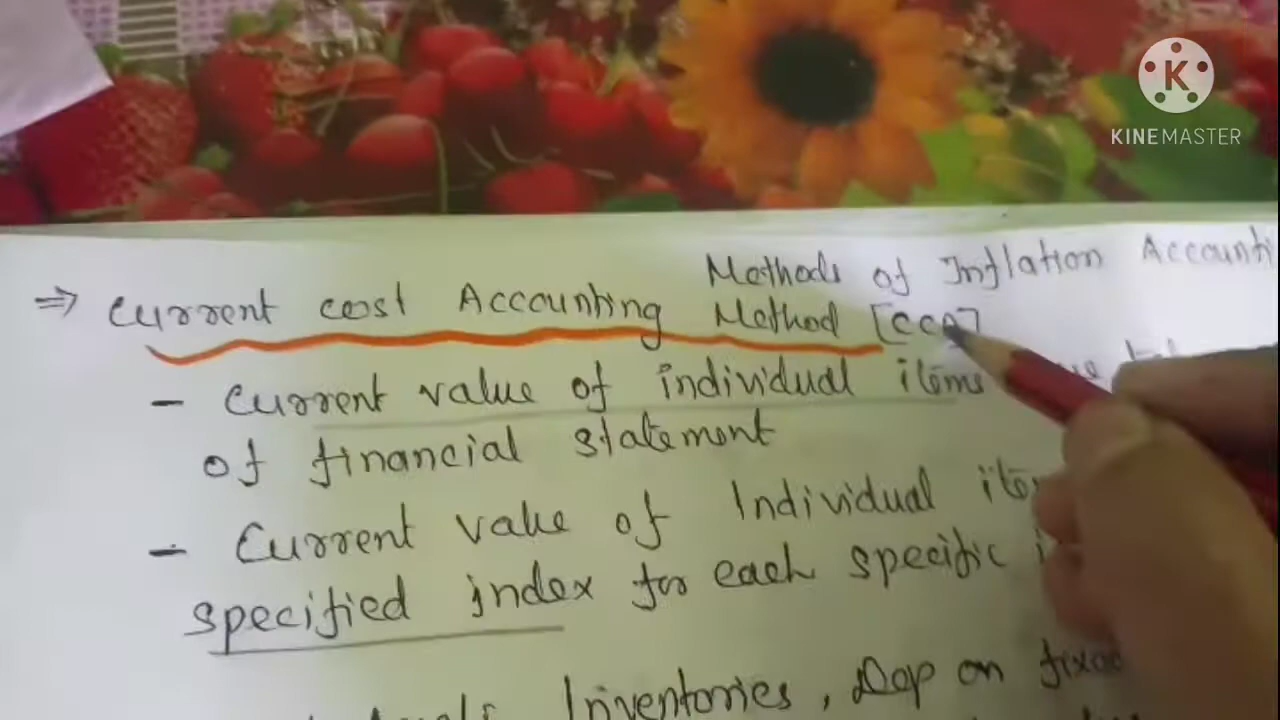 KINEMASTER
Methods of Inflation Accounti
⇒ Current cost Accounting Method [CCA]
- Current value of individual items
of financial statement
- Current value of Individual
specified index for each specific
Inventories, Dep on fixed